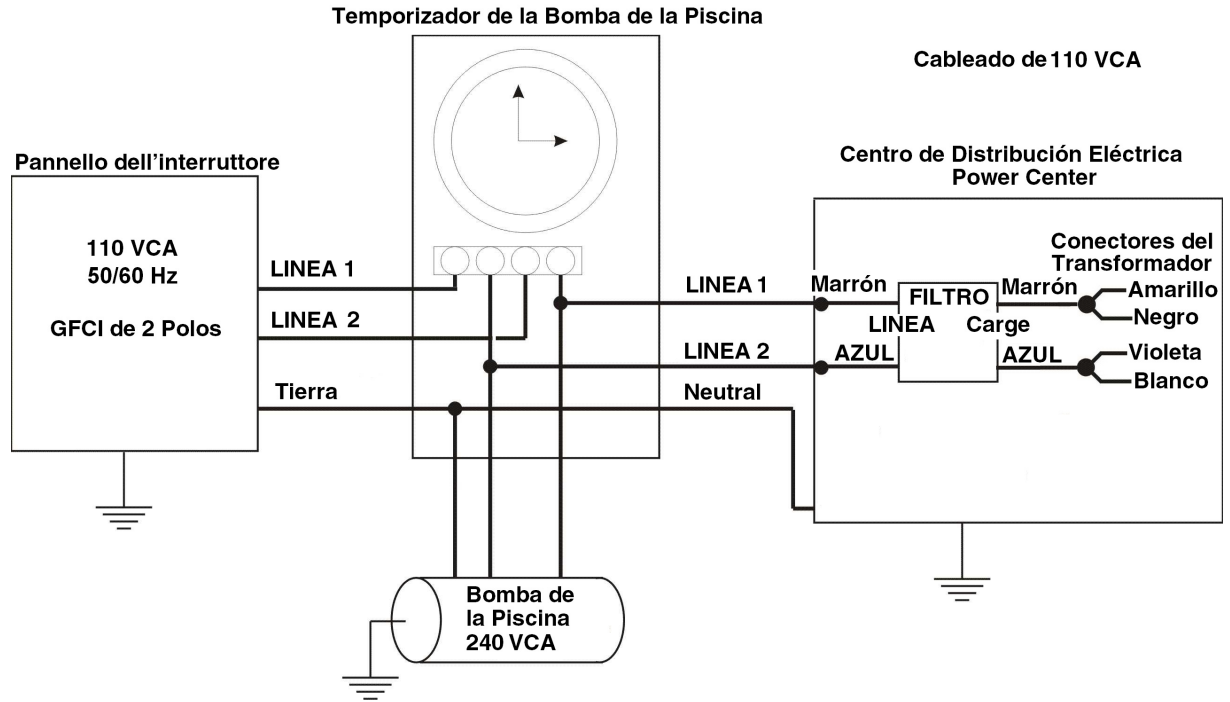 Temporizador de la Bomba de la Piscina
Cableado de 110 VCA
Pannello dell'interruttore
110 VCA
50/60 Hz
GFCI de 2 Polos
LINEA 1
LINEA 2
Tierra
LINEA 1
LINEA 2
Neutral
Centro de Distribución Eléctrica
Power Center
Conectores del
Transformador
Marrón
FILTRO
Marrón
Amarillo
Negro
LINEA
Carge
AZUL
AZUL
Violeta
Blanco
Bomba de
la Piscina
240 VCA